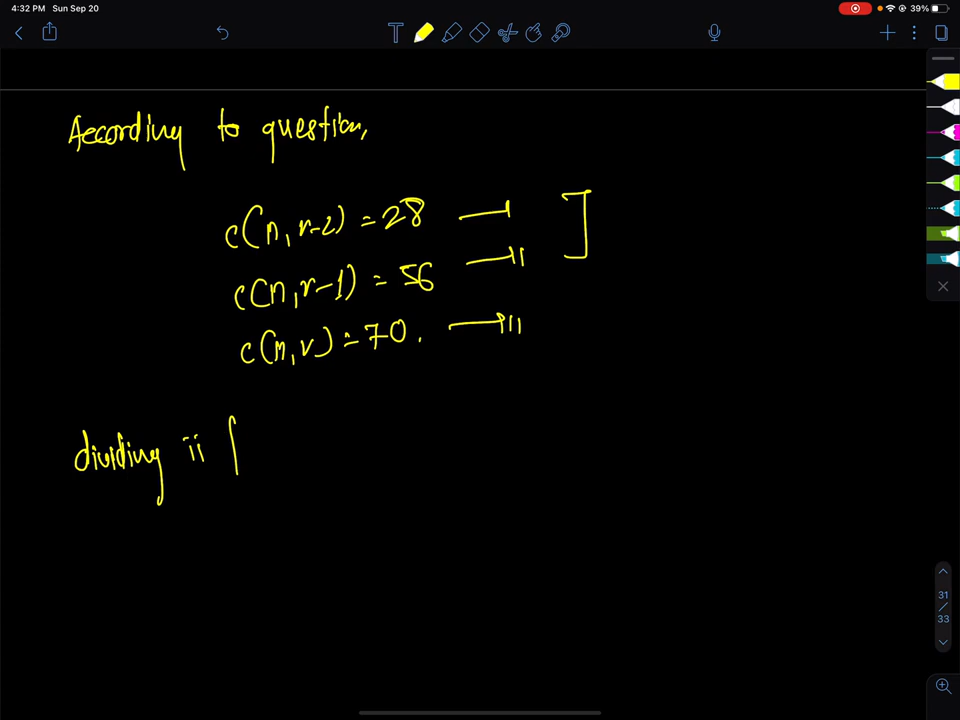 4:32 PM Sun Sep 20
39%
According to question,
c(n, r-2) = 28 — I
c(n, r-1) = 56 — II
c(n, r) = 70. — III
dividing ii
31
/
33